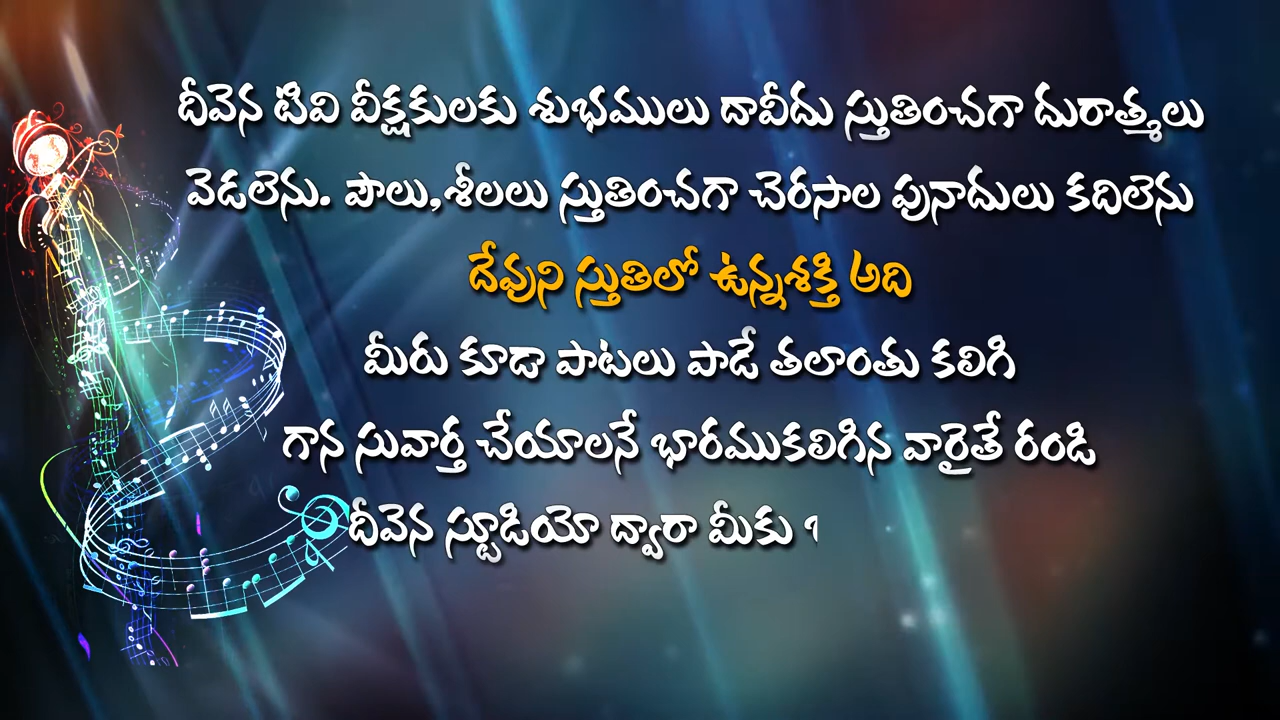 దీవెన టివి వీక్షకులకు శుభములు దావీదు స్తుతించగా దురాత్మలు
వెడలెను. పౌలు,శీలలు స్తుతించగా చెరసాల పునాదులు కదిలెను
దేవుని స్తుతిలో ఉన్నశక్తి అది
మీరు కూడా పాటలు పాడే తలాంతు కలిగి
గాన సువార్త చేయాలనే భారముకలిగిన వారైతే రండి
దీవెన స్టూడియో ద్వారా మీకు